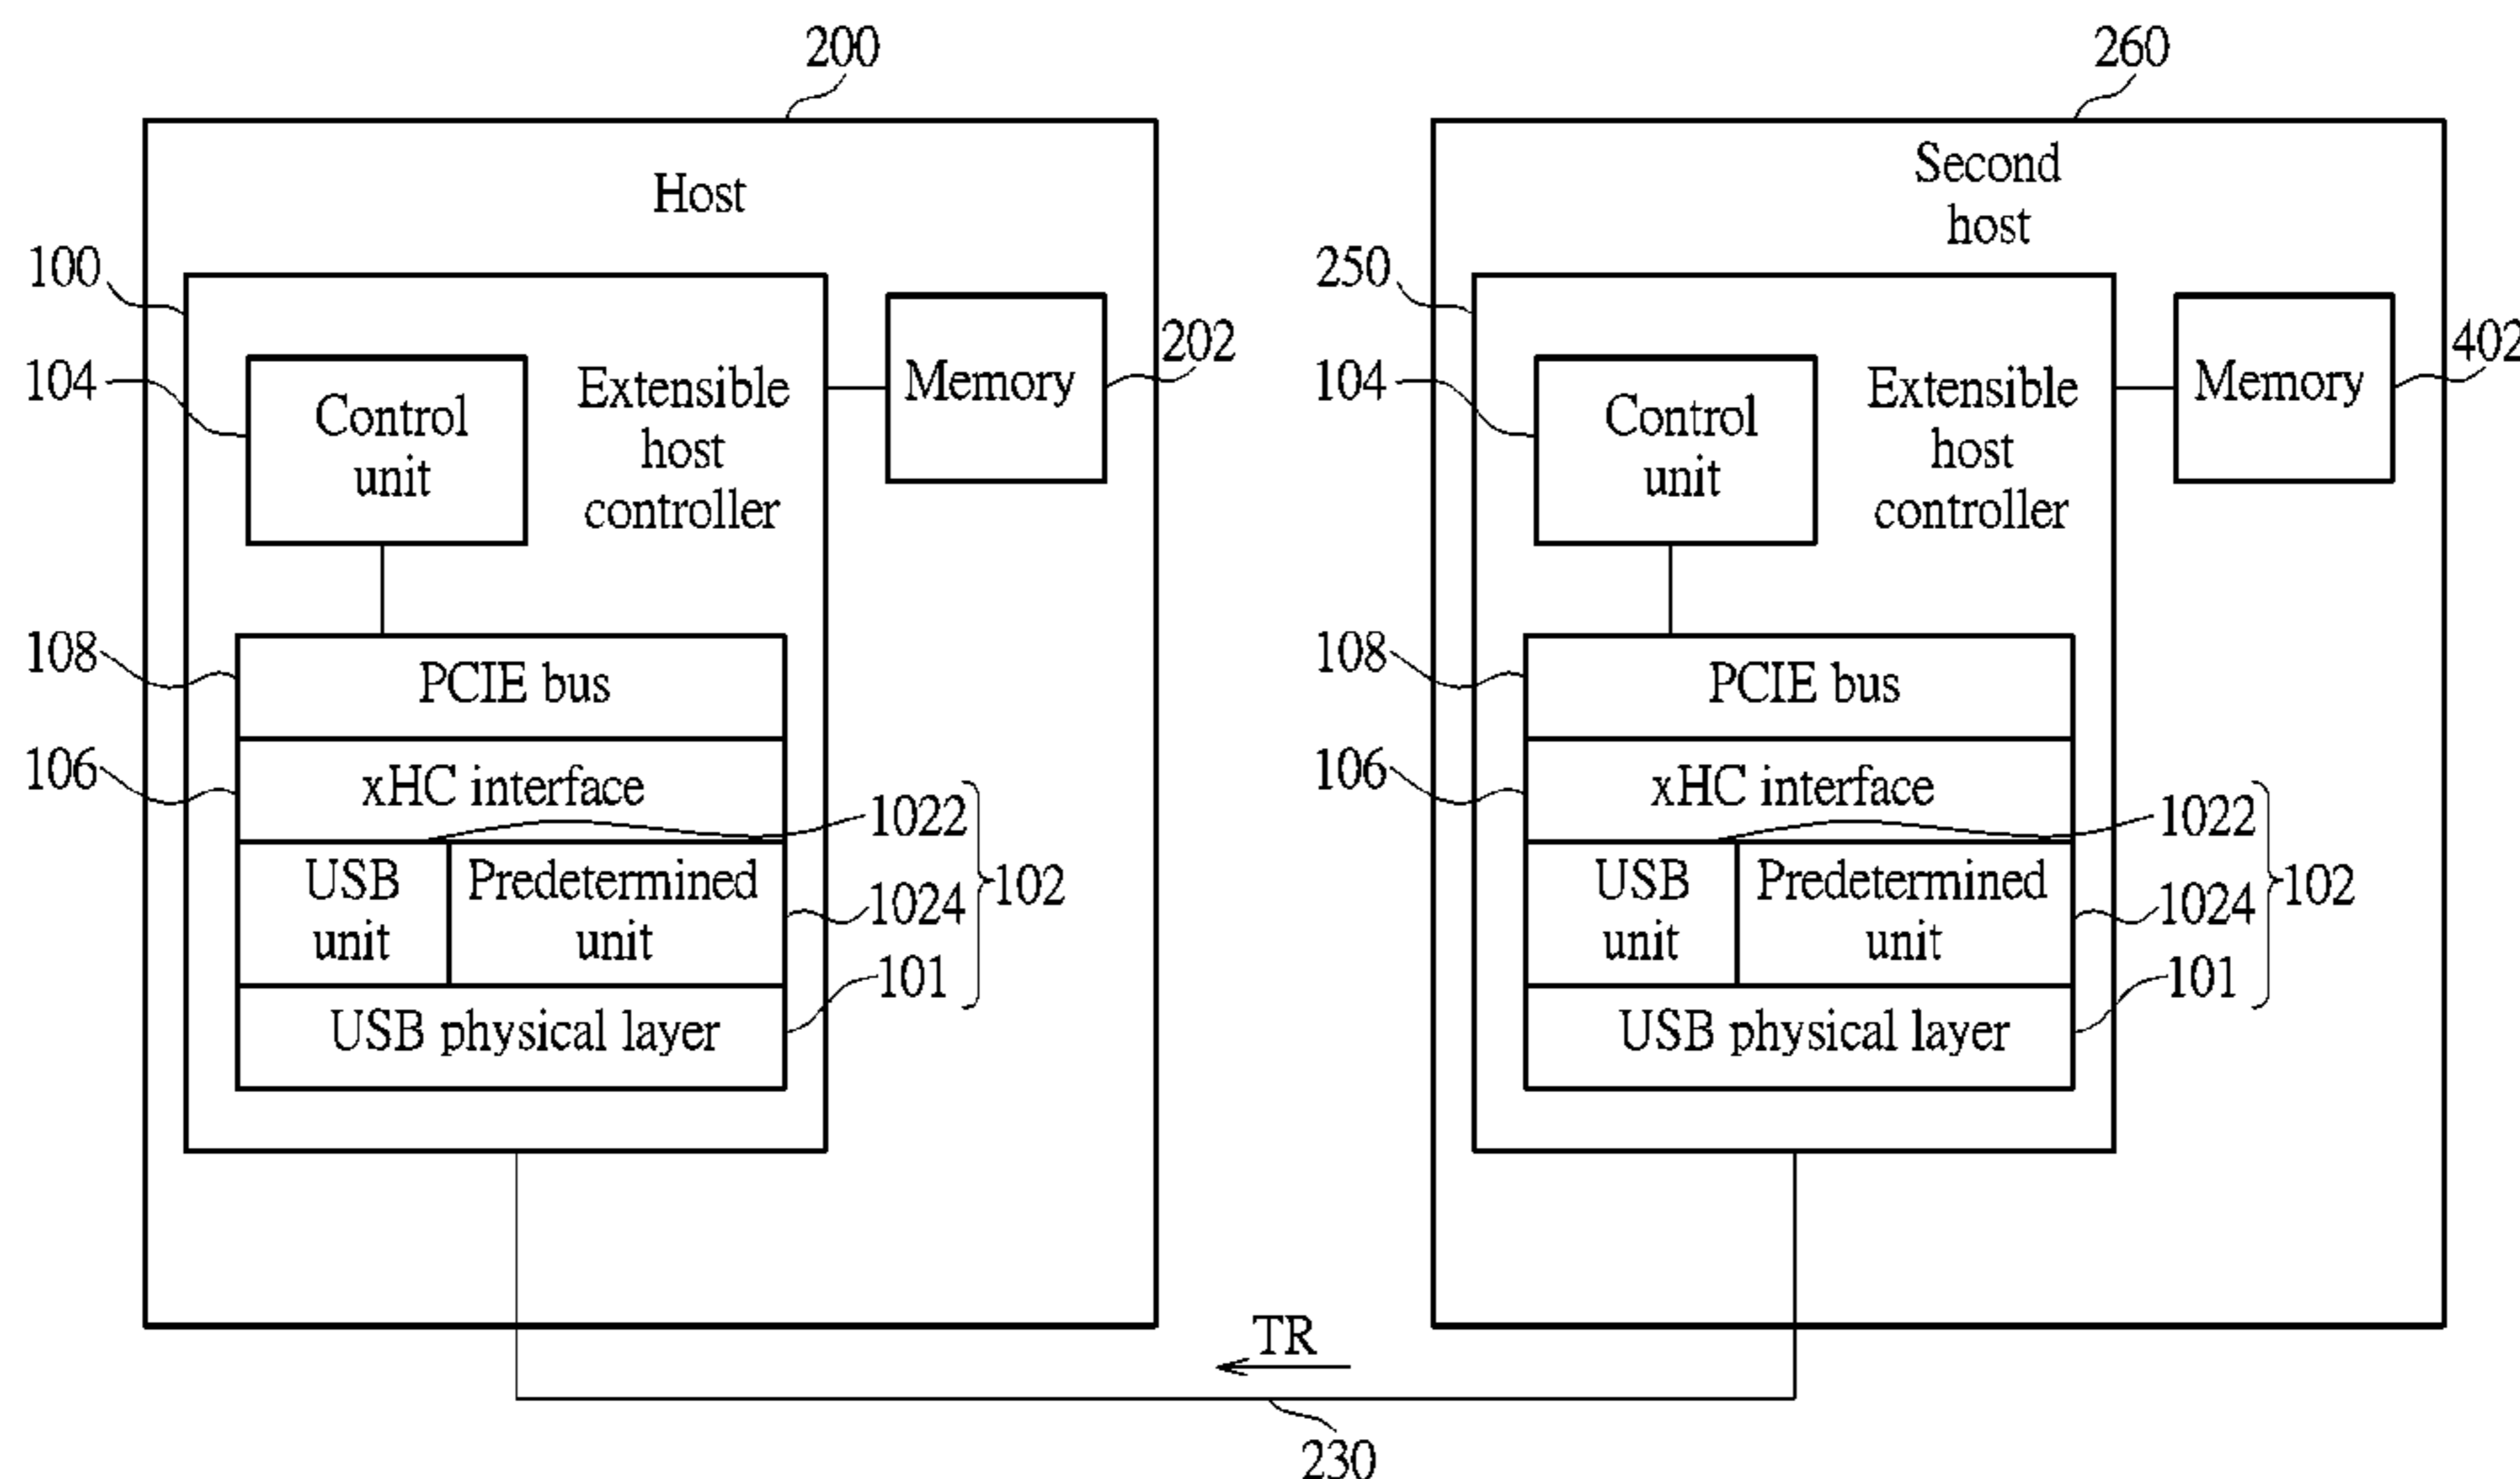 200
260
Host
Second
host
100
250
104
Control
unit
Extensible
host
controller
Memory
202
104
Control
unit
Extensible
host
controller
Memory
402
108
PCIE bus
108
PCIE bus
106
xHC interface
106
xHC interface
1022
1024
101
102
1022
1024
101
102
USB
unit
Predetermined
unit
USB
unit
Predetermined
unit
USB physical layer
USB physical layer
TR
230